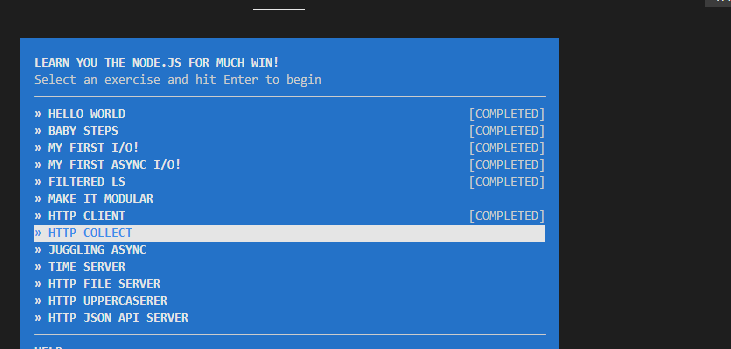 LEARN YOU THE NODE.JS FOR MUCH WIN!
Select an exercise and hit Enter to begin
» HELLO WORLD [COMPLETED]
» BABY STEPS [COMPLETED]
» MY FIRST I/O! [COMPLETED]
» MY FIRST ASYNC I/O! [COMPLETED]
» FILTERED LS [COMPLETED]
» MAKE IT MODULAR
» HTTP CLIENT [COMPLETED]
» HTTP COLLECT
» JUGGLING ASYNC
» TIME SERVER
» HTTP FILE SERVER
» HTTP UPPERCASERER
» HTTP JSON API SERVER
HELP